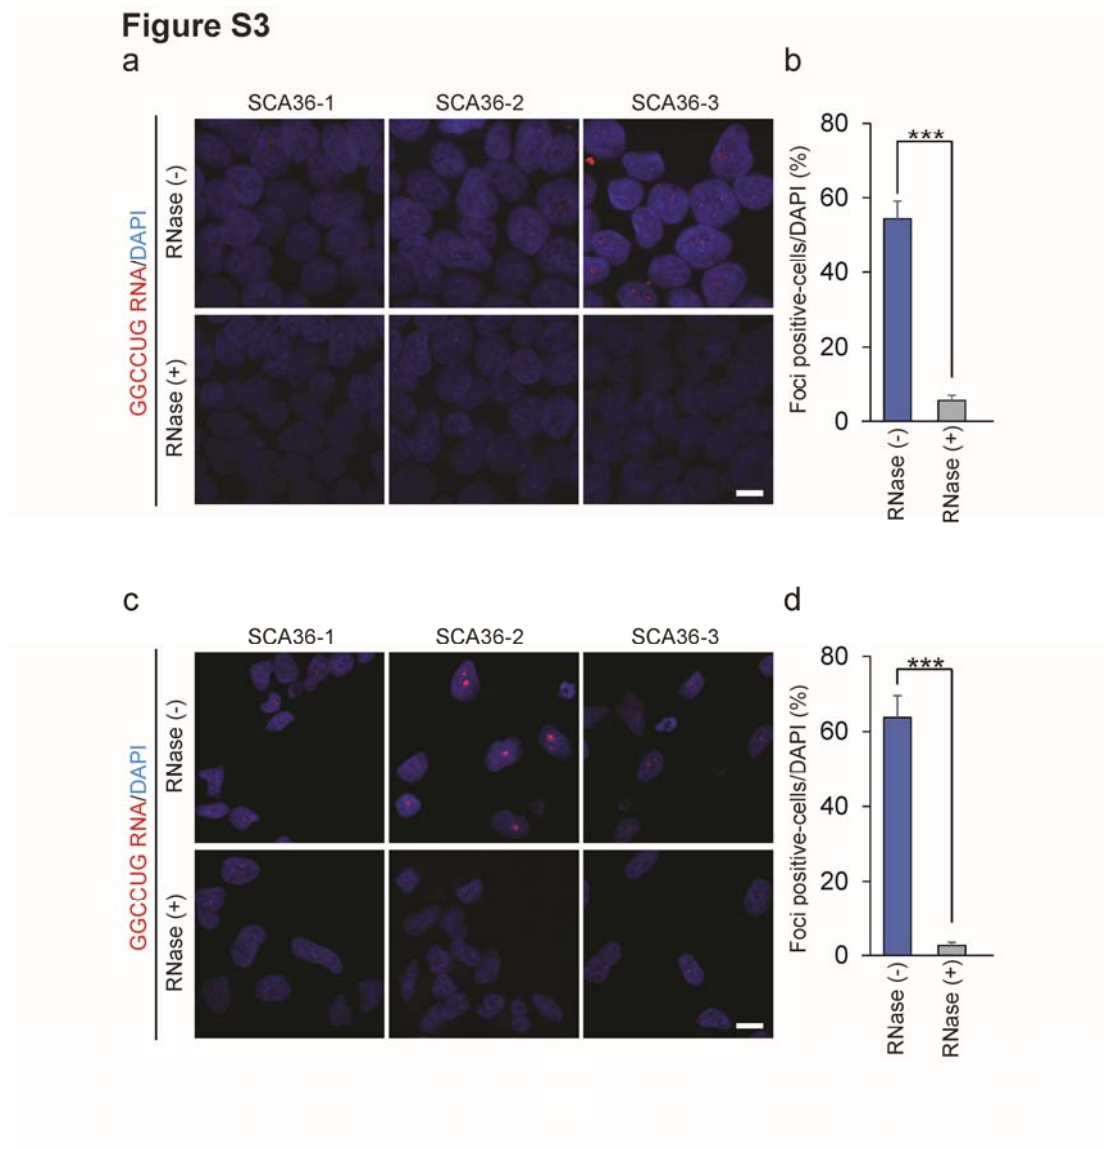 Figure S3
a
SCA36-1
SCA36-2
SCA36-3
GGCCUG RNA/DAPI
RNase (-)
RNase (+)
b
Foci positive-cells/DAPI (%)
80
60
40
20
0
***
RNase (-)
RNase (+)
c
SCA36-1
SCA36-2
SCA36-3
GGCCUG RNA/DAPI
RNase (-)
RNase (+)
d
Foci positive-cells/DAPI (%)
80
60
40
20
0
***
RNase (-)
RNase (+)